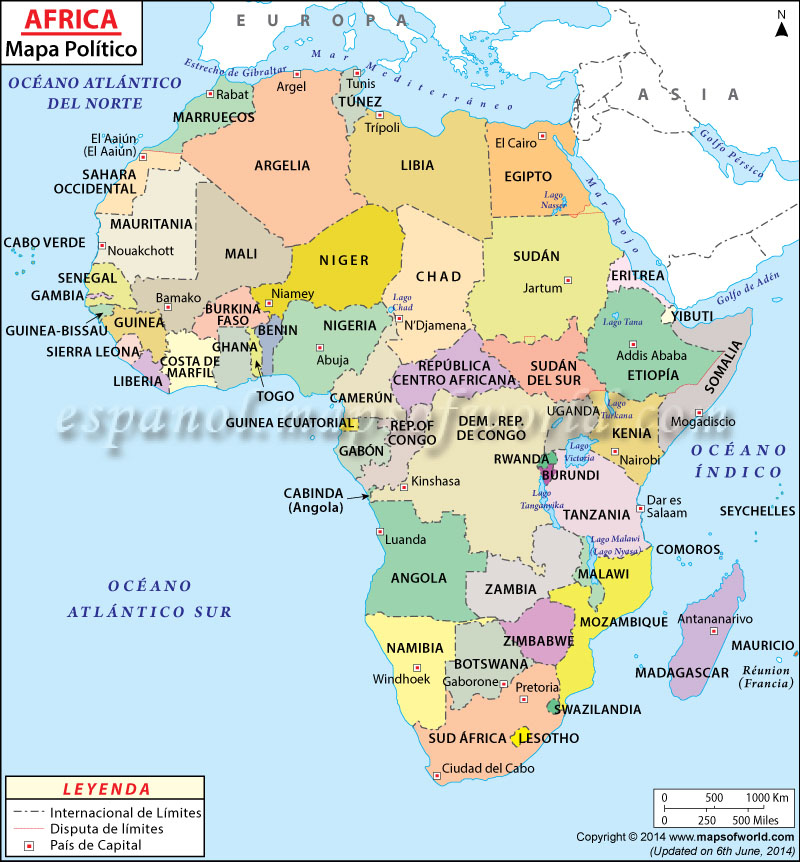 AFRICA
Mapa Político
EUROPA
N
ASIA
OCÉANO ATLÁNTICO
DEL NORTE
Estrecho de Gibraltar
Mar Mediterráneo
Golfo Pérsico
Mar Rojo
Golfo de Adén
Rabat
MARRUECOS
Argel
ARGELIA
Tunis
TÚNEZ
Trípoli
LIBIA
El Cairo
EGIPTO
Lago
Nasser
El Aaiún
(El Aaiún)
SAHARA
OCCIDENTAL
MAURITANIA
Nouakchott
CABO VERDE
MALI
NIGER
CHAD
SUDÁN
Jartum
ERITREA
SENEGAL
GAMBIA
Bamako
Niamey
Lago
Chad
N'Djamena
Lago Tana
YIBUTI
GUINEA-BISSAU
GUINEA
BURKINA
FASO
BENIN
NIGERIA
Abuja
Addis Ababa
ETIOPÍA
SOMALIA
SIERRA LEONA
COSTA DE
MARFIL
GHANA
LIBERIA
TOGO
CAMERÚN
REPÚBLICA
CENTRO AFRICANA
SUDÁN
DEL SUR
espanol.mapsofworld.com
GUINEA ECUATORIAL
GABÓN
REP.OF
CONGO
DEM. REP.
DE CONGO
UGANDA
Lago
Turkana
KENIA
Nairobi
Mogadiscio
OCÉANO
ÍNDICO
RWANDA
BURUNDI
Lago
Victoria
CABINDA
(Angola)
Kinshasa
Lago
Tanganyika
TANZANIA
Dar es
Salaam
SEYCHELLES
Luanda
ANGOLA
Lago Malawi
(Lago Nyasa)
COMOROS
ZAMBIA
MALAWI
OCÉANO
ATLÁNTICO SUR
MOZAMBIQUE
Antananarivo
MADAGASCAR
MAURICIO
Réunion
(Francia)
ZIMBABWE
NAMIBIA
Windhoek
BOTSWANA
Gaborone
Pretoria
SWAZILANDIA
SUD ÁFRICA
LESOTHO
Ciudad del Cabo
LEYENDA
Internacional de Límites
Disputa de límites
País de Capital
0 500 1000 Km
0 250 500 Miles
Copyright © 2014 www.mapsofworld.com
(Updated on 6th June, 2014)